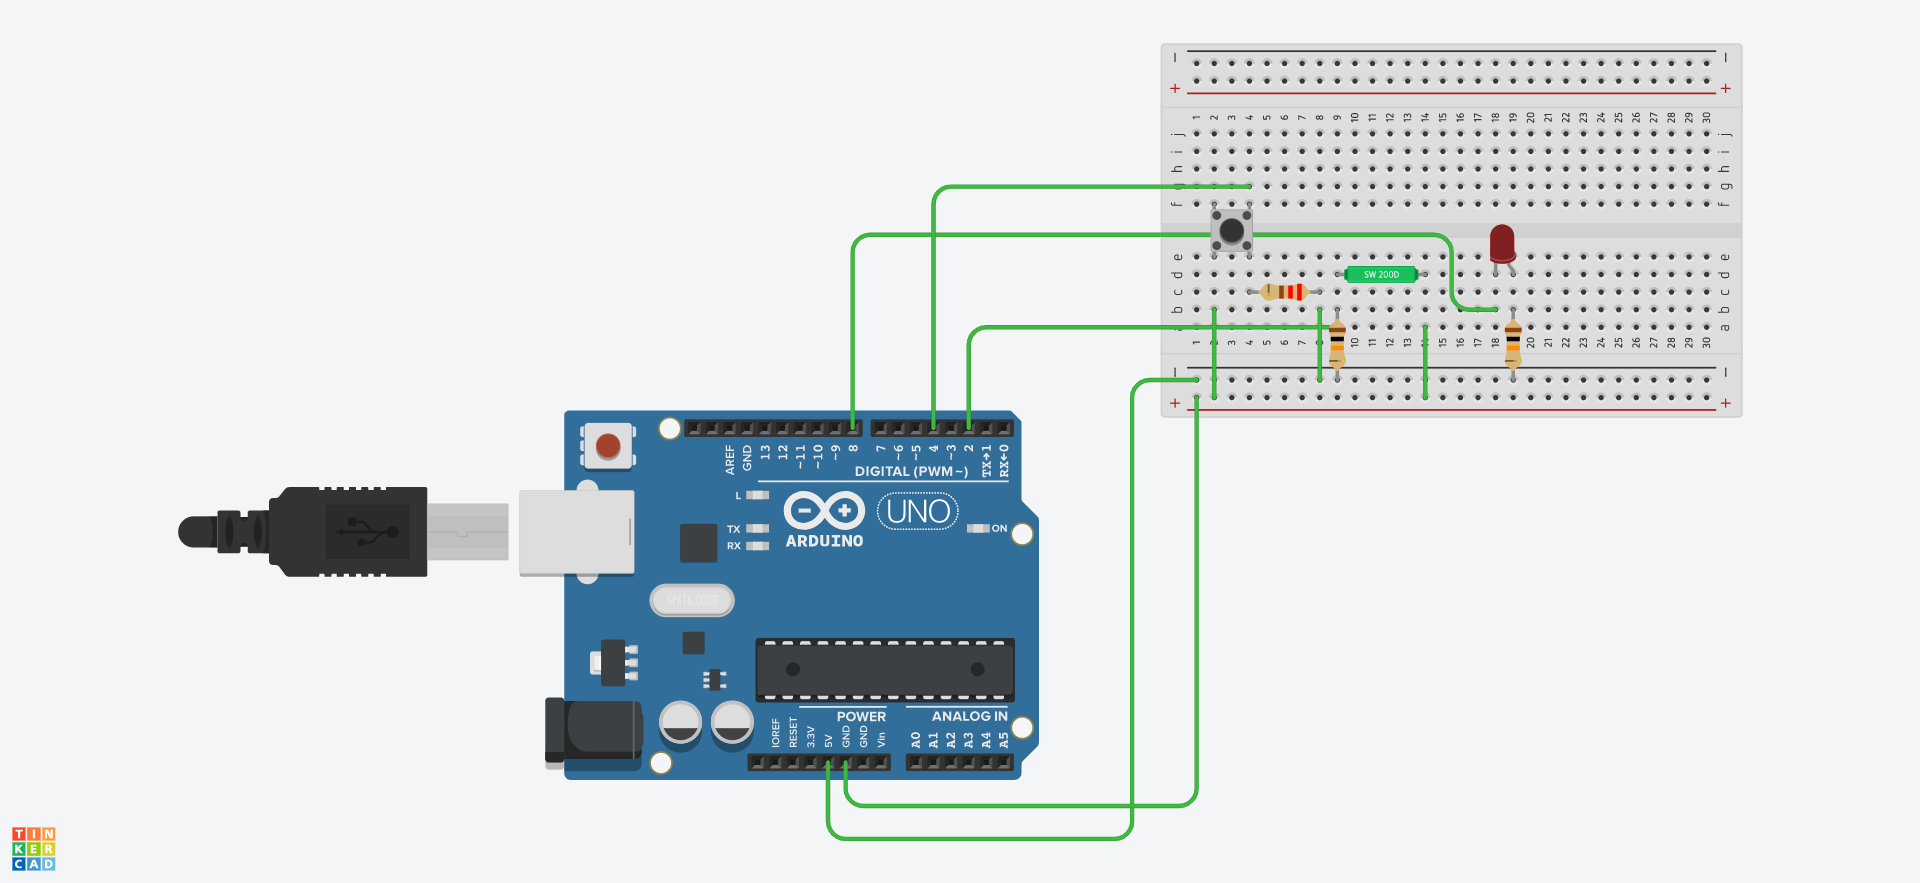 − −
+ +
1 2 3 4 5 6 7 8 9 10 11 12 13 14 15 16 17 18 19 20 21 22 23 24 25 26 27 28 29 30
j j
i i
h h
g g
f f
e e
d SW 200D d
c c
b b
a a
1 2 3 4 5 6 7 8 9 10 11 12 13 14 15 16 17 18 19 20 21 22 23 24 25 26 27 28 29 30
− −
+ +
AREF GND 13 12 ~11 ~10 ~9 8 7 ~6 ~5 4 ~3 2 TX→1 RX←0
DIGITAL (PWM~)
L
UNO
TX ON
ARDUINO
RX
SPK16.000G
POWER ANALOG IN
IOREF RESET 3.3V 5V GND GND Vin A0 A1 A2 A3 A4 A5
TIN
KER
CAD